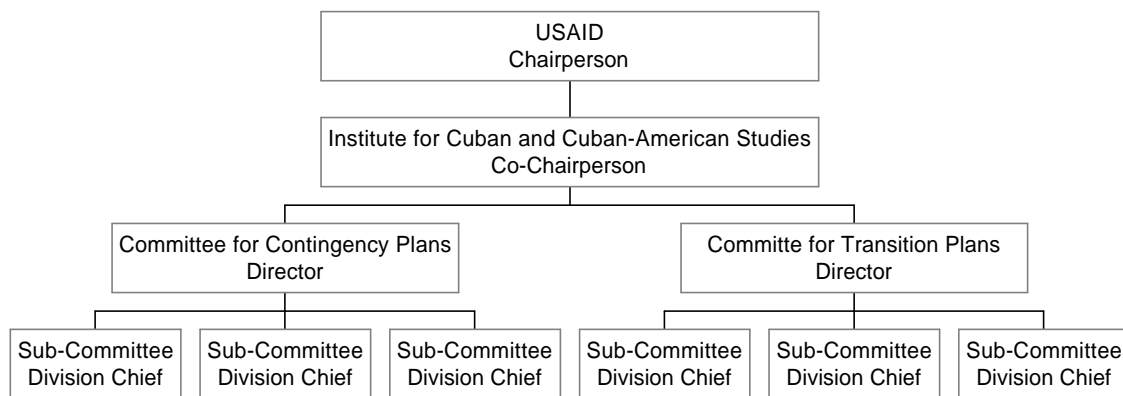 USAID
Chairperson
Institute for Cuban and Cuban-American Studies
Co-Chairperson
Committee for Contingency Plans
Director
Committe for Transition Plans
Director
Sub-Committee
Division Chief
Sub-Committee
Division Chief
Sub-Committee
Division Chief
Sub-Committee
Division Chief
Sub-Committee
Division Chief
Sub-Committee
Division Chief